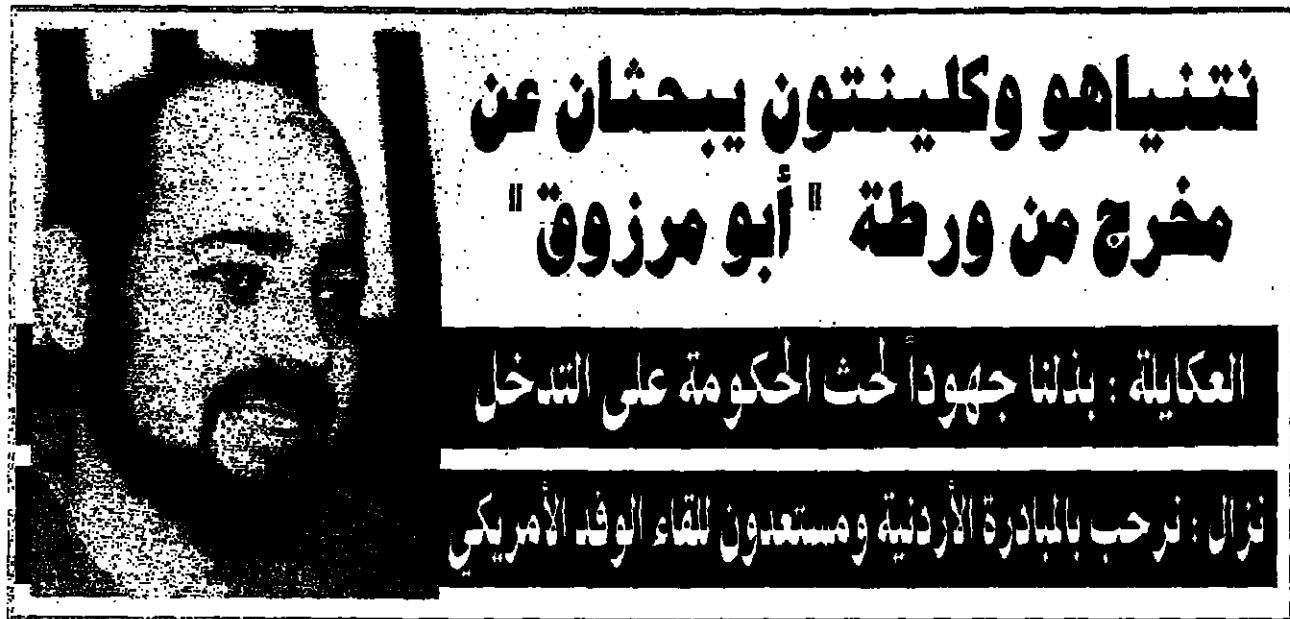 نتنياهو وكلينتون يبحثان عن
مخرج من ورطة "أبو مرزوق"
العكايلة : بذلنا جهوداً لحث الحكومة على التدخل
نزال : نرحب بالمبادرة الأردنية ومستعدون للقاء الوفد الأمريكي